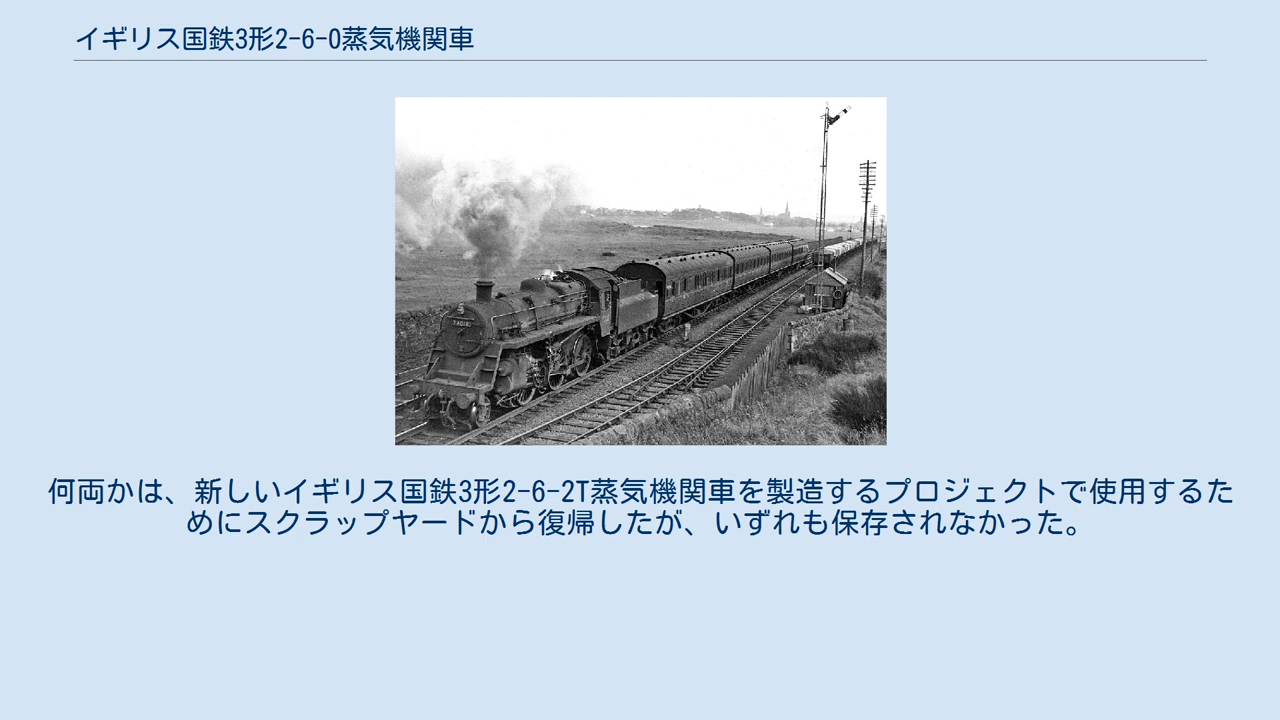 イギリス国鉄3形2-6-0蒸気機関車
何両かは、新しいイギリス国鉄3形2-6-2T蒸気機関車を製造するプロジェクトで使用するた
めにスクラップヤードから復帰したが、いずれも保存されなかった。